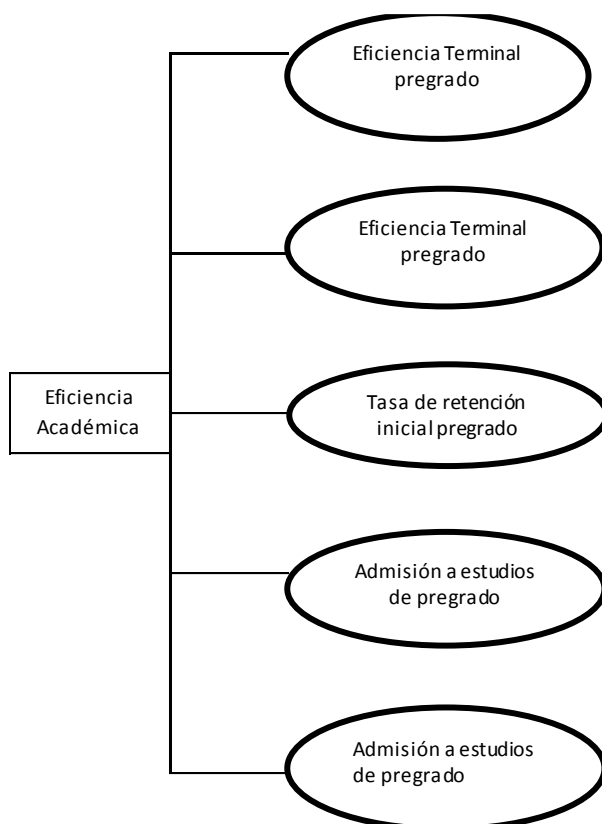 Eficiencia Terminal
pregrado
Eficiencia Terminal
pregrado
Tasa de retención
inicial pregrado
Eficiencia
Académica
Admisión a estudios
de pregrado
Admisión a estudios
de pregrado